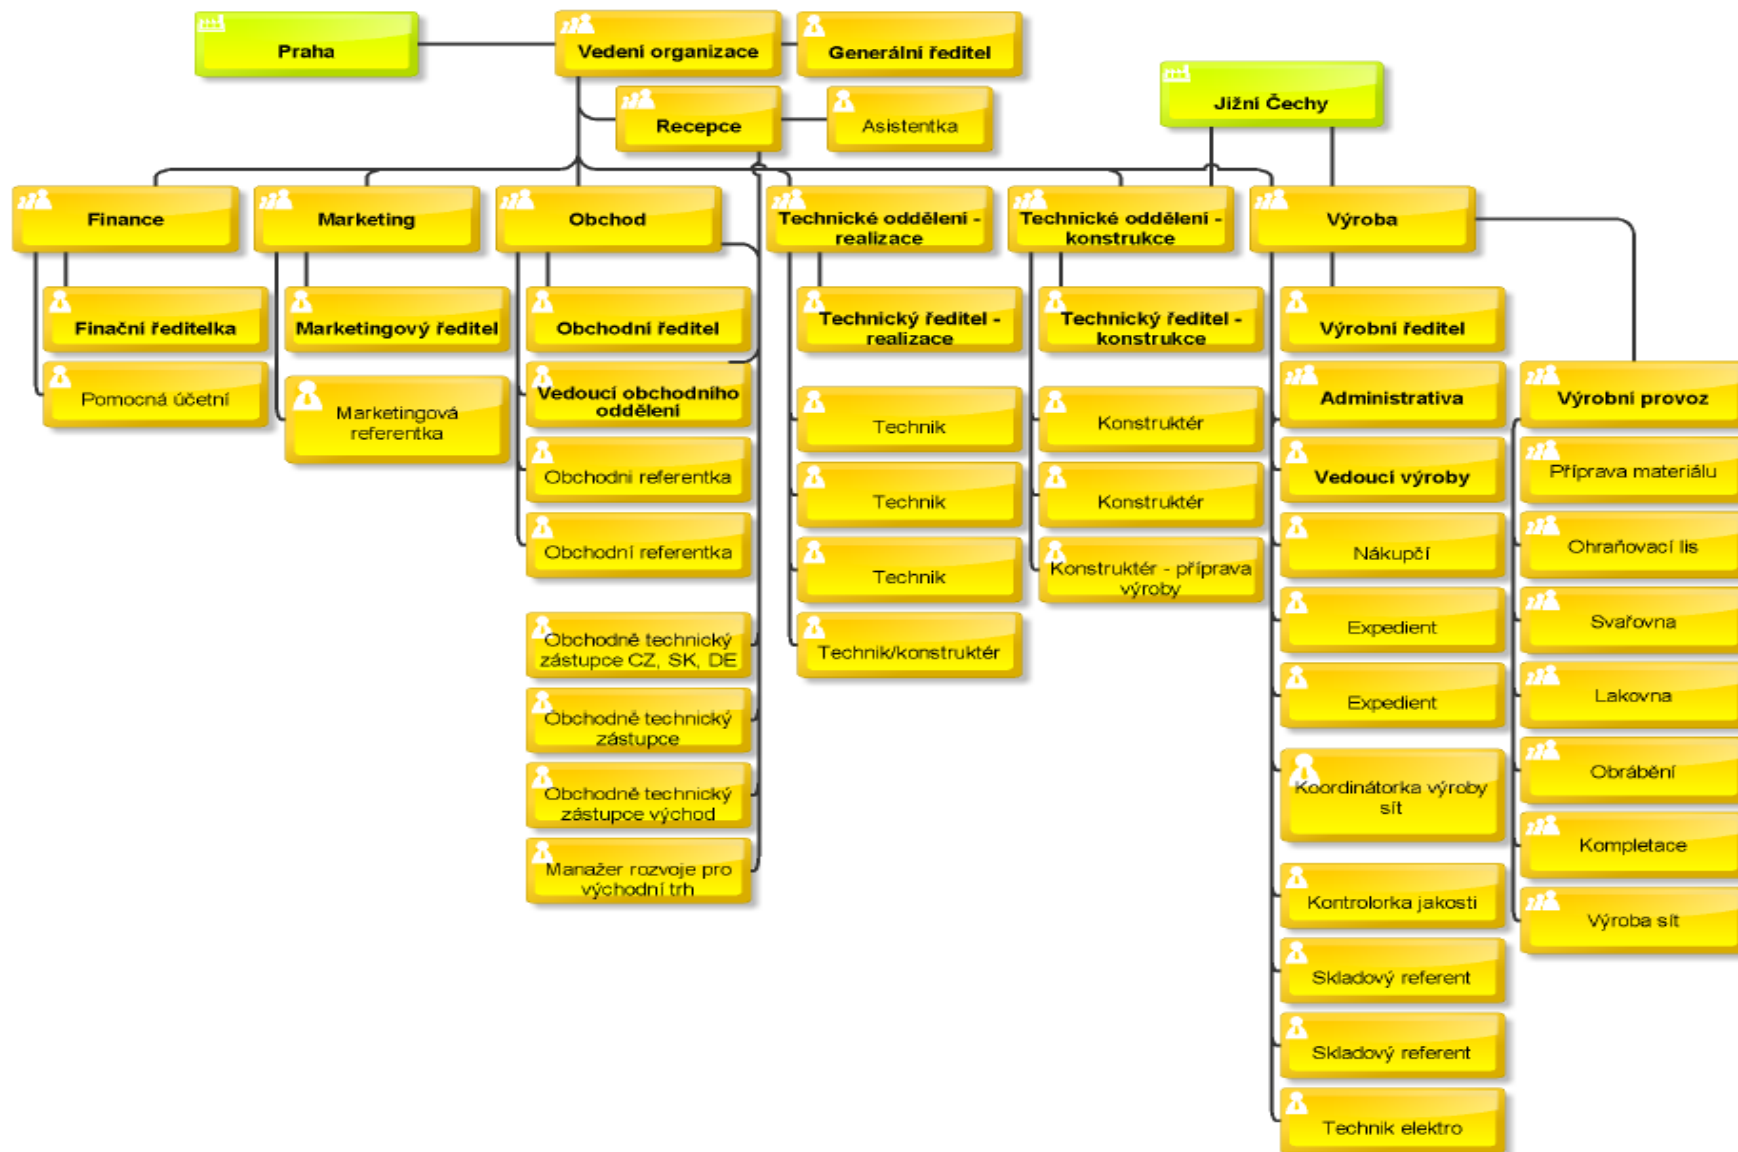 Praha
Vedení organizace
Generální ředitel
Recepce
Asistentka
Jižní Čechy
Finance
Marketing
Obchod
Technické oddělení -
realizace
Technické oddělení -
konstrukce
Výroba
Finační ředitelka
Pomocná účetní
Marketingový ředitel
Marketingová
referentka
Obchodní ředitel
Vedoucí obchodního
oddělení
Obchodní referentka
Obchodní referentka
Obchodně technický
zástupce CZ, SK, DE
Obchodně technický
zástupce
Obchodně technický
zástupce východ
Manažer rozvoje pro
východní trh
Technický ředitel -
realizace
Technik
Technik
Technik
Technik/konstruktér
Technický ředitel -
konstrukce
Konstruktér
Konstruktér
Konstruktér - příprava
výroby
Výrobní ředitel
Administrativa
Vedoucí výroby
Nákupčí
Expedient
Expedient
Koordinátorka výroby
sít
Kontrolorka jakosti
Skladový referent
Skladový referent
Technik elektro
Výrobní provoz
Příprava materiálu
Ohraňovací lis
Svařovna
Lakovna
Obrábění
Kompletace
Výroba sít